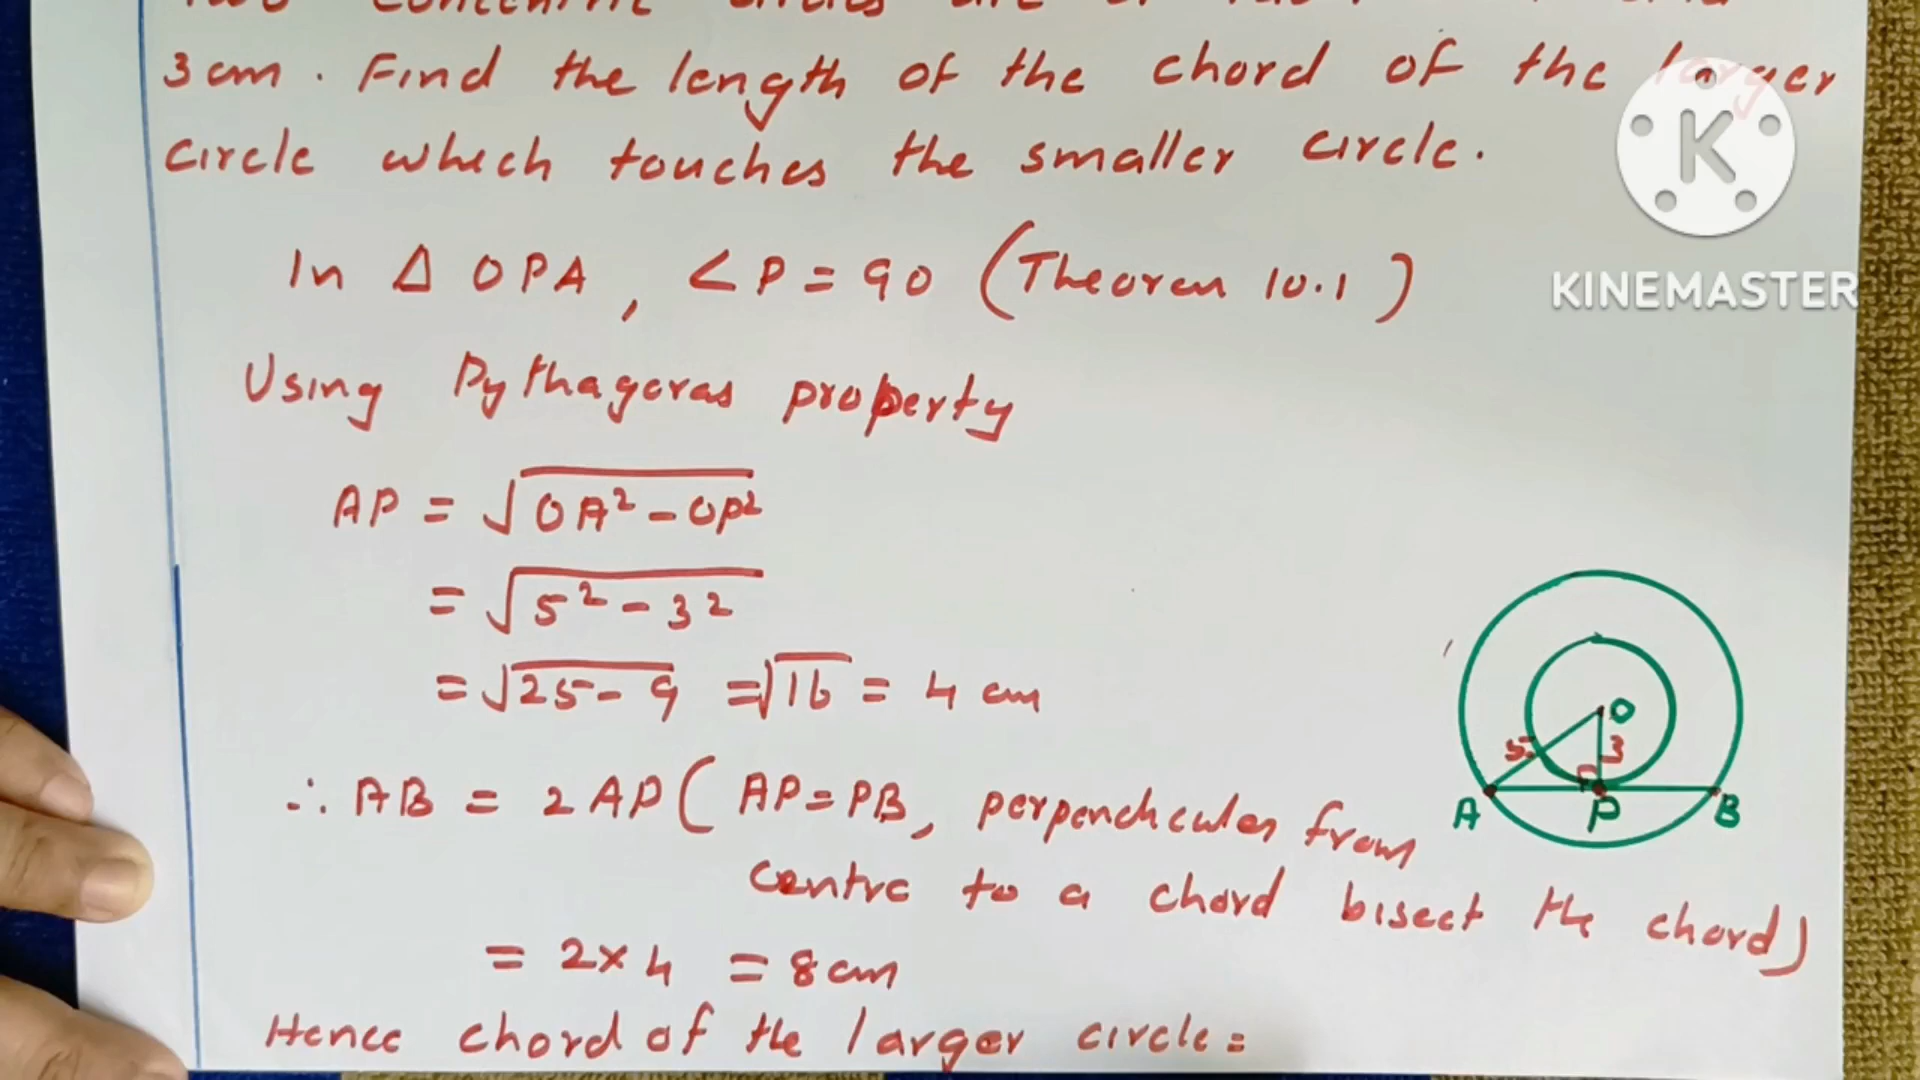 3 cm. Find the length of the chord of the larger
circle which touches the smaller circle.
In Δ OPA, <P = 90 (Theorem 10.1)
Using Pythagoras property
AP = √OA² - OP²
= √5² - 3²
= √25 - 9 = √16 = 4 cm
∴ AB = 2AP (AP = PB, perpendicular from
centre to a chord bisect the chord)
= 2 × 4 = 8 cm
Hence chord of the larger circle =
O
5
3
A
P
B
K
KINEMASTER